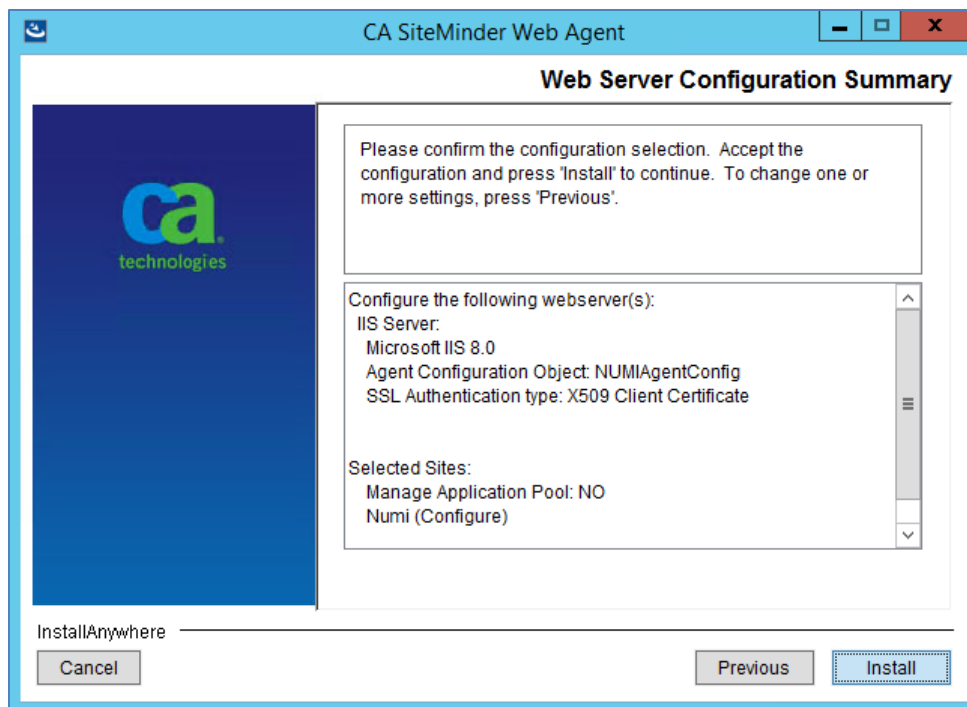 CA SiteMinder Web Agent
Web Server Configuration Summary
ca
technologies
Please confirm the configuration selection. Accept the
configuration and press 'Install' to continue. To change one or
more settings, press 'Previous'.
Configure the following webserver(s):
IIS Server:
Microsoft IIS 8.0
Agent Configuration Object: NUMIAgentConfig
SSL Authentication type: X509 Client Certificate
Selected Sites:
Manage Application Pool: NO
Numi (Configure)
InstallAnywhere
Cancel
Previous
Install